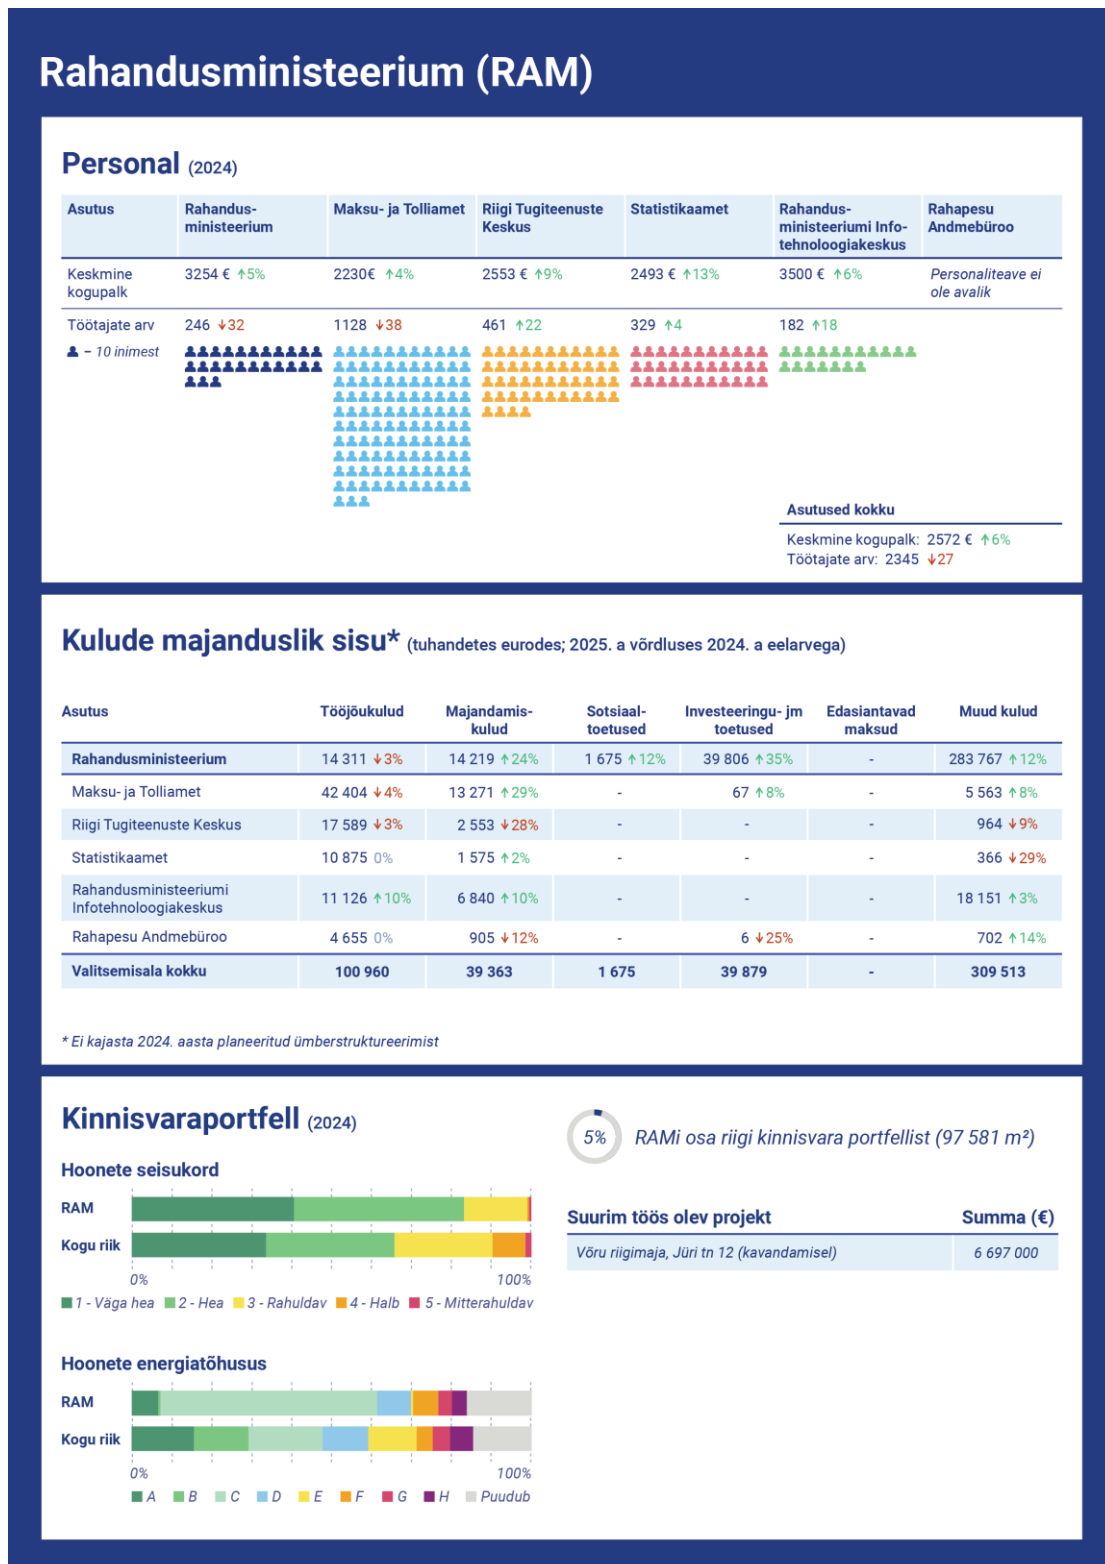 Rahandusministeerium (RAM)
Personal (2024)
Asutus
Rahandus-
ministeerium
Maksu- ja Tolliamet
Riigi Tugiteenuste
Keskus
Statistikaamet
Rahandus-
ministeeriumi Info-
tehnoloogiakeskus
Rahapesu
Andmebüroo
Keskmine
kogupalk
3254 € ↑5%
2230€ ↑4%
2553 € ↑9%
2493 € ↑13%
3500 € ↑6%
Personaliteave ei
ole avalik
Töötajate arv
246 ↓32
1128 ↓38
461 ↑22
329 ↑4
182 ↑18
– 10 inimest
Asutused kokku
Keskmine kogupalk: 2572 € ↑6%
Töötajate arv: 2345 ↓27
Kulude majanduslik sisu* (tuhandetes eurodes; 2025. a võrdluses 2024. a eelarvega)
Asutus
Tööjõukulud
Majandamis-
kulud
Sotsiaal-
toetused
Investeeringu- jm
toetused
Edasiantavad
maksud
Muud kulud
Rahandusministeerium 14 311 ↓3% 14 219 ↑24% 1 675 ↑12% 39 806 ↑35% - 283 767 ↑12%
Maksu- ja Tolliamet 42 404 ↓4% 13 271 ↑29% - 67 ↑8% - 5 563 ↑8%
Riigi Tugiteenuste Keskus 17 589 ↓3% 2 553 ↓28% - - - 964 ↓9%
Statistikaamet 10 875 0% 1 575 ↑2% - - - 366 ↓29%
Rahandusministeeriumi
Infotehnoloogiakeskus 11 126 ↑10% 6 840 ↑10% - - - 18 151 ↑3%
Rahapesu Andmebüroo 4 655 0% 905 ↓12% - 6 ↓25% - 702 ↑14%
Valitsemisala kokku 100 960 39 363 1 675 39 879 - 309 513
* Ei kajasta 2024. aasta planeeritud ümberstruktureerimist
Kinnisvaraportfell (2024)
Hoonete seisukord
RAM
Kogu riik
0% 100%
1 - Väga hea 2 - Hea 3 - Rahuldav 4 - Halb 5 - Mitterahuldav
Hoonete energiatõhusus
RAM
Kogu riik
0% 100%
A B C D E F G H Puudub
5% RAMi osa riigi kinnisvara portfellist (97 581 m²)
Suurim töös olev projekt Summa (€)
Võru riigimaja, Jüri tn 12 (kavandamisel) 6 697 000